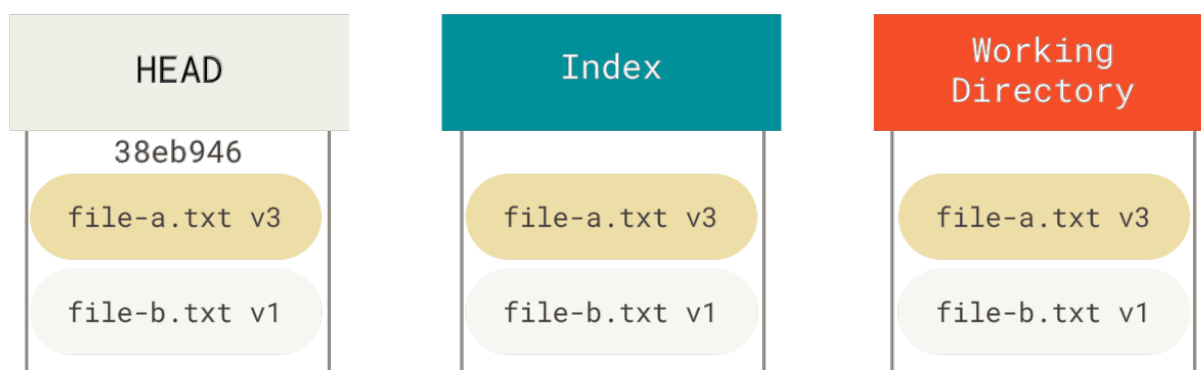 HEAD
Index
Working
Directory
38eb946
file-a.txt v3
file-a.txt v3
file-a.txt v3
file-b.txt v1
file-b.txt v1
file-b.txt v1